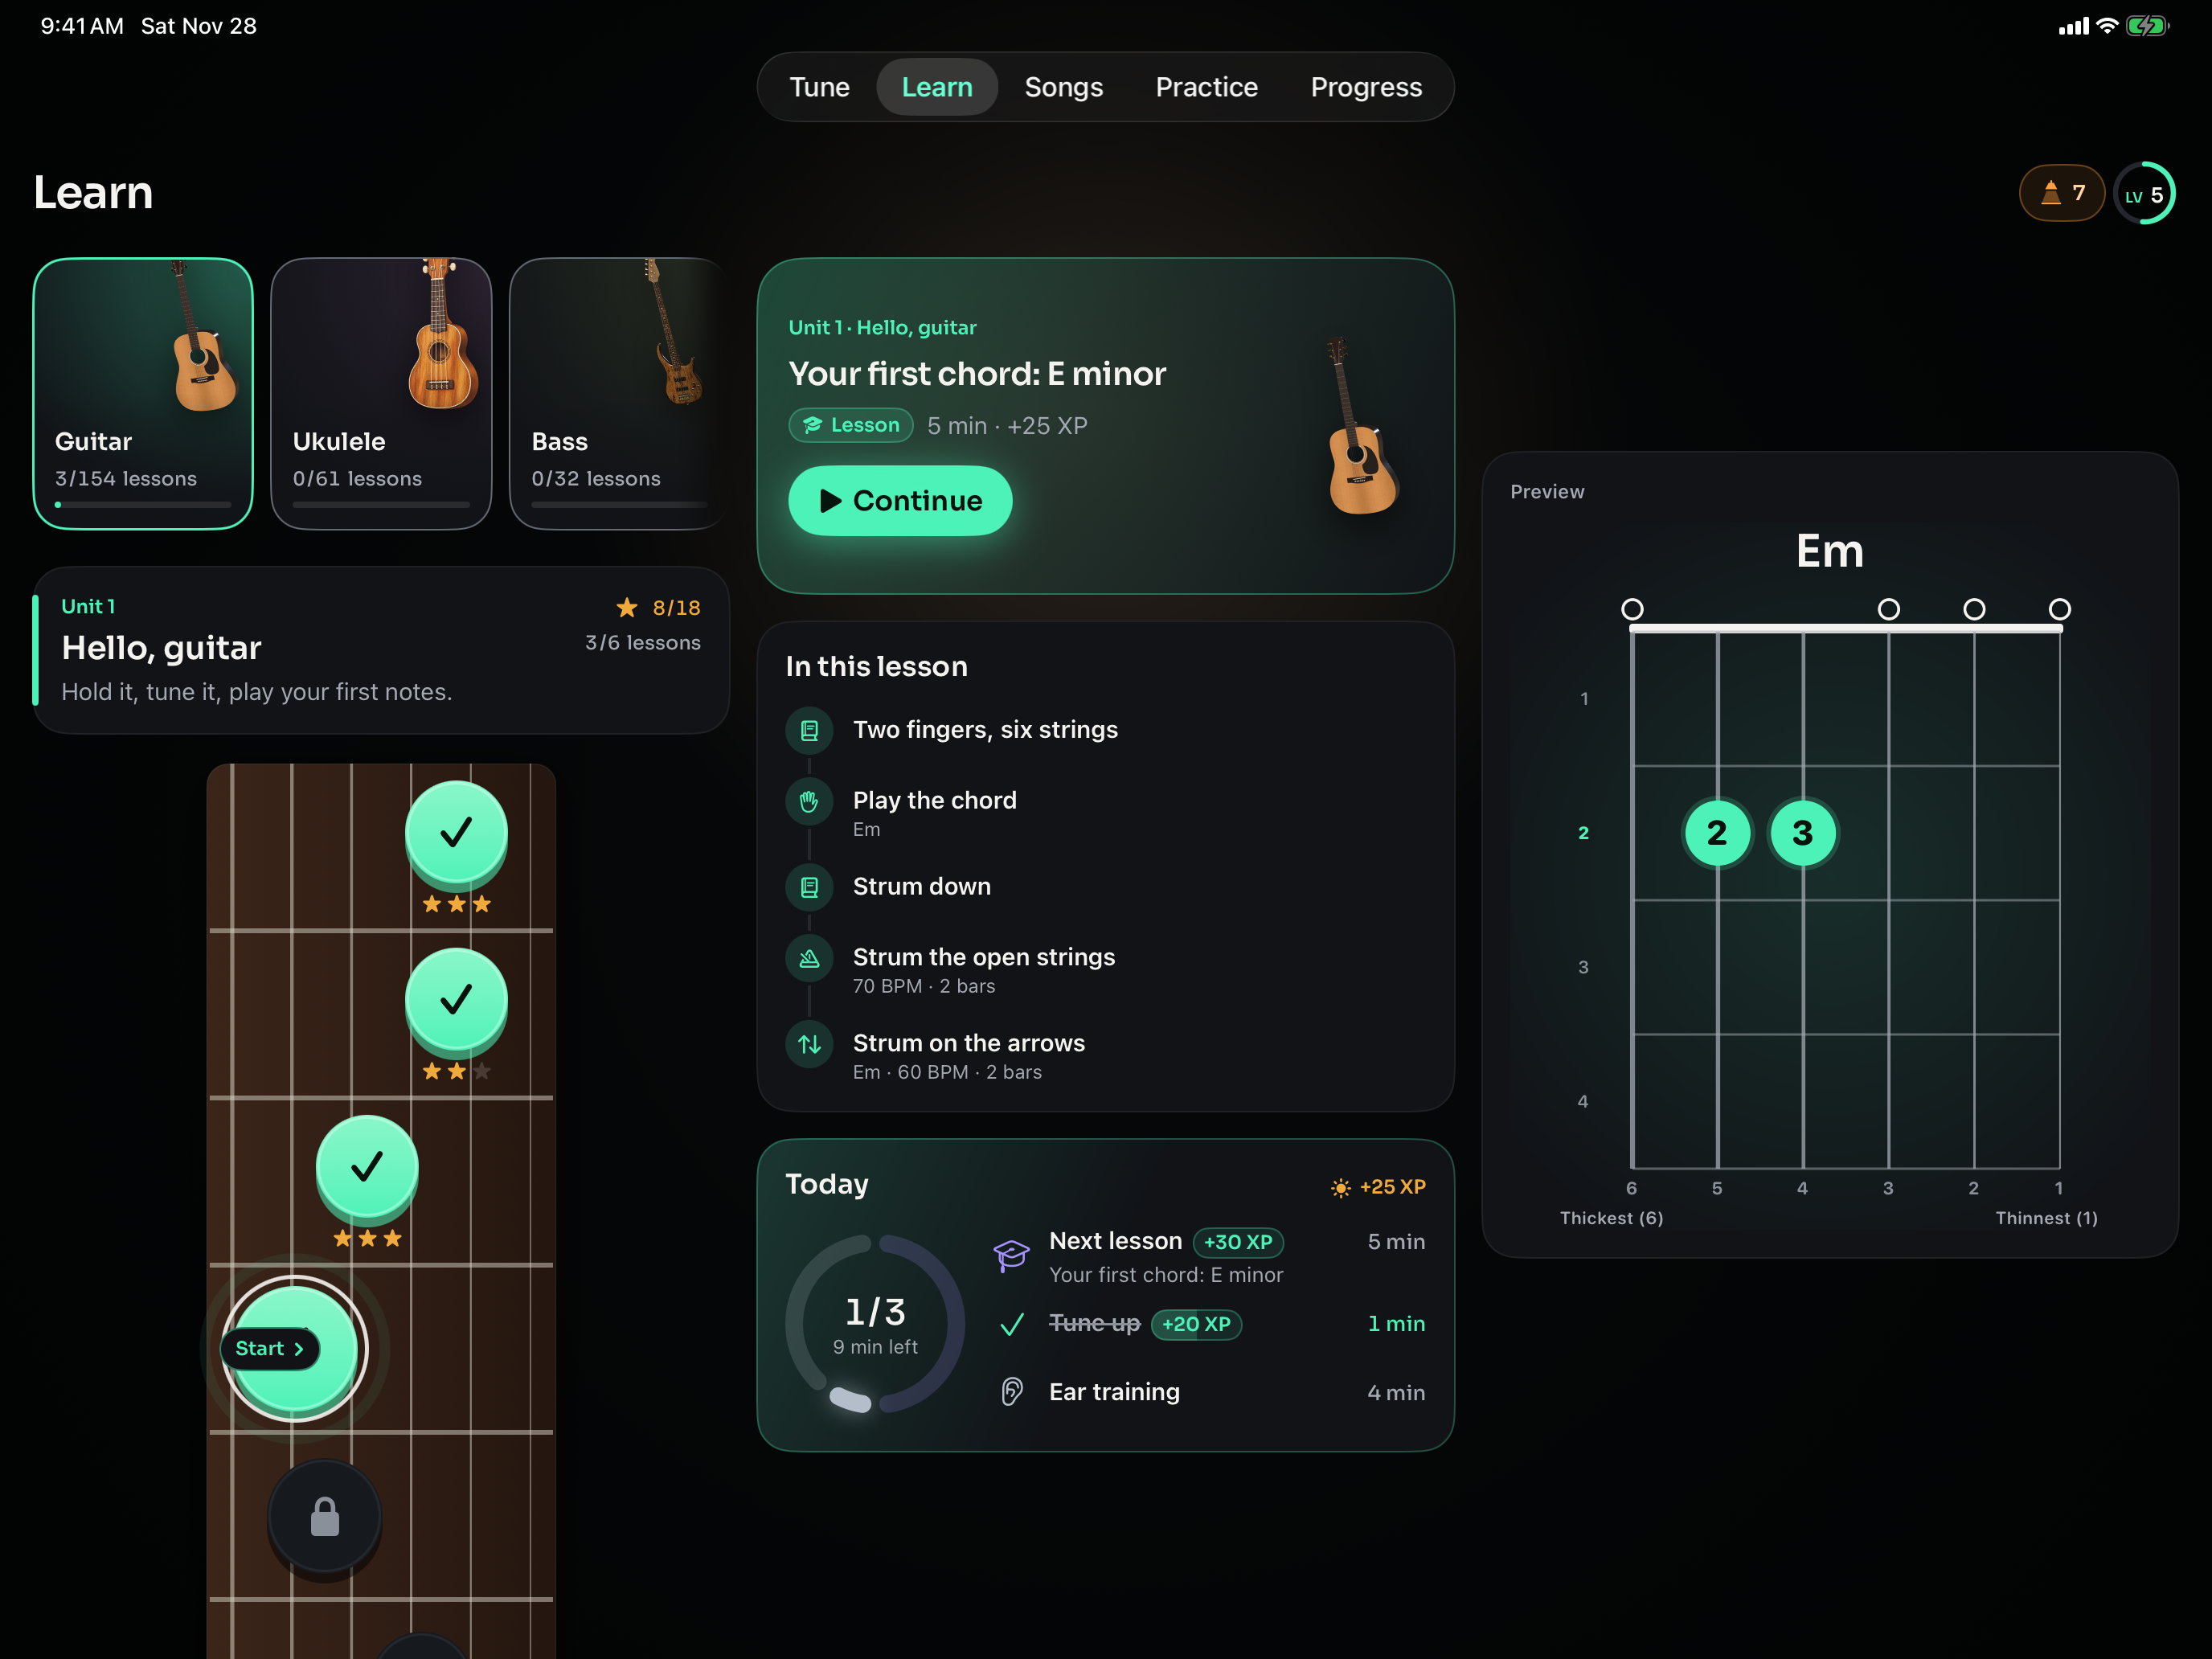 9:41 AM Sat Nov 28
Tune Learn Songs Practice Progress
Learn
7
LV 5
Guitar
3/154 lessons
Ukulele
0/61 lessons
Bass
0/32 lessons
Unit 1
8/18
Hello, guitar
3/6 lessons
Hold it, tune it, play your first notes.
Start
Unit 1 · Hello, guitar
Your first chord: E minor
Lesson 5 min · +25 XP
Continue
In this lesson
Two fingers, six strings
Play the chord
Em
Strum down
Strum the open strings
70 BPM · 2 bars
Strum on the arrows
Em · 60 BPM · 2 bars
Today
+25 XP
1/3
9 min left
Next lesson +30 XP 5 min
Your first chord: E minor
Tune up +20 XP 1 min
Ear training 4 min
Preview
Em
1
2 2 3
3
4
6 5 4 3 2 1
Thickest (6) Thinnest (1)